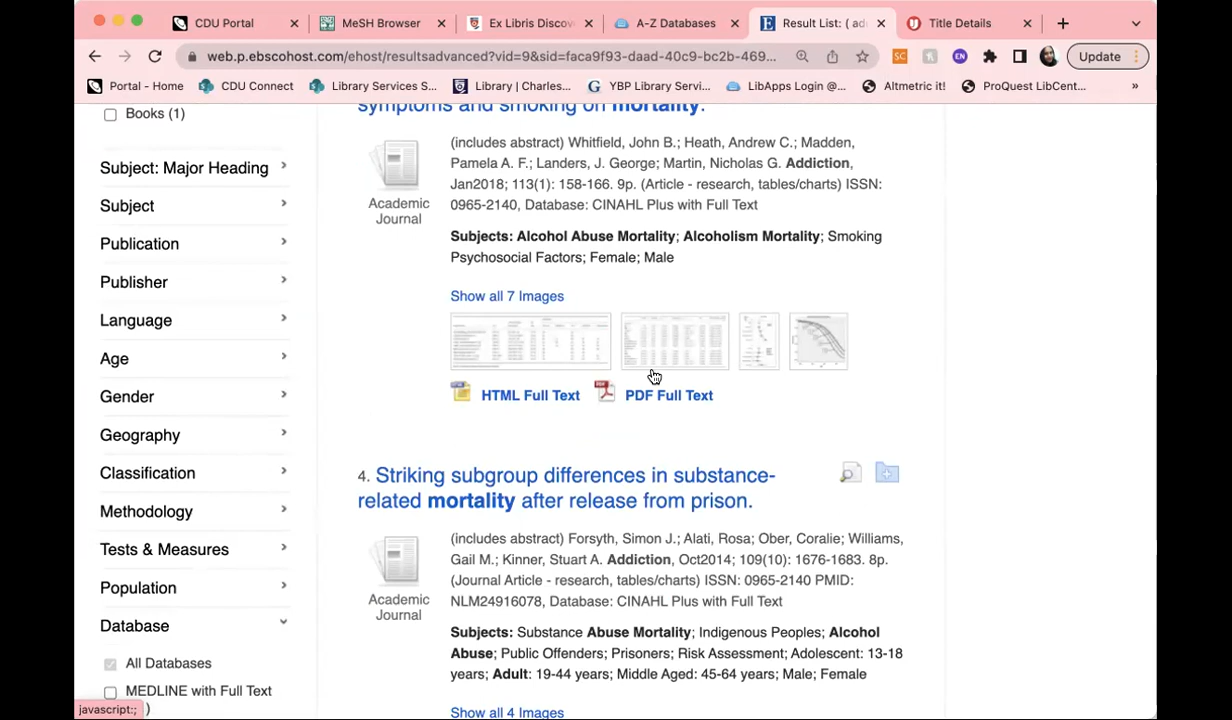 CDU Portal
MeSH Browser
Ex Libris Discov
A-Z Databases
Result List: ( ad
Title Details
web.p.ebscohost.com/ehost/resultsadvanced?vid=9&sid=faca9f93-daad-40c9-bc2b-469...
SC
EN
Update
Portal - Home
CDU Connect
Library Services S...
Library | Charles...
YBP Library Servi...
LibApps Login @...
Altmetric it!
ProQuest LibCent...
»
Books (1)
Subject: Major Heading
Subject
Publication
Publisher
Language
Age
Gender
Geography
Classification
Methodology
Tests & Measures
Population
Database
All Databases
MEDLINE with Full Text
)
javascript:;
symptoms and smoking on mortality.
Academic
Journal
(includes abstract) Whitfield, John B.; Heath, Andrew C.; Madden,
Pamela A. F.; Landers, J. George; Martin, Nicholas G. Addiction,
Jan2018; 113(1): 158-166. 9p. (Article - research, tables/charts) ISSN:
0965-2140, Database: CINAHL Plus with Full Text
Subjects: Alcohol Abuse Mortality; Alcoholism Mortality; Smoking
Psychosocial Factors; Female; Male
Show all 7 Images
HTML Full Text
PDF Full Text
4. Striking subgroup differences in substance-
related mortality after release from prison.
Academic
Journal
(includes abstract) Forsyth, Simon J.; Alati, Rosa; Ober, Coralie; Williams,
Gail M.; Kinner, Stuart A. Addiction, Oct2014; 109(10): 1676-1683. 8p.
(Journal Article - research, tables/charts) ISSN: 0965-2140 PMID:
NLM24916078, Database: CINAHL Plus with Full Text
Subjects: Substance Abuse Mortality; Indigenous Peoples; Alcohol
Abuse; Public Offenders; Prisoners; Risk Assessment; Adolescent: 13-18
years; Adult: 19-44 years; Middle Aged: 45-64 years; Male; Female
Show all 4 Images